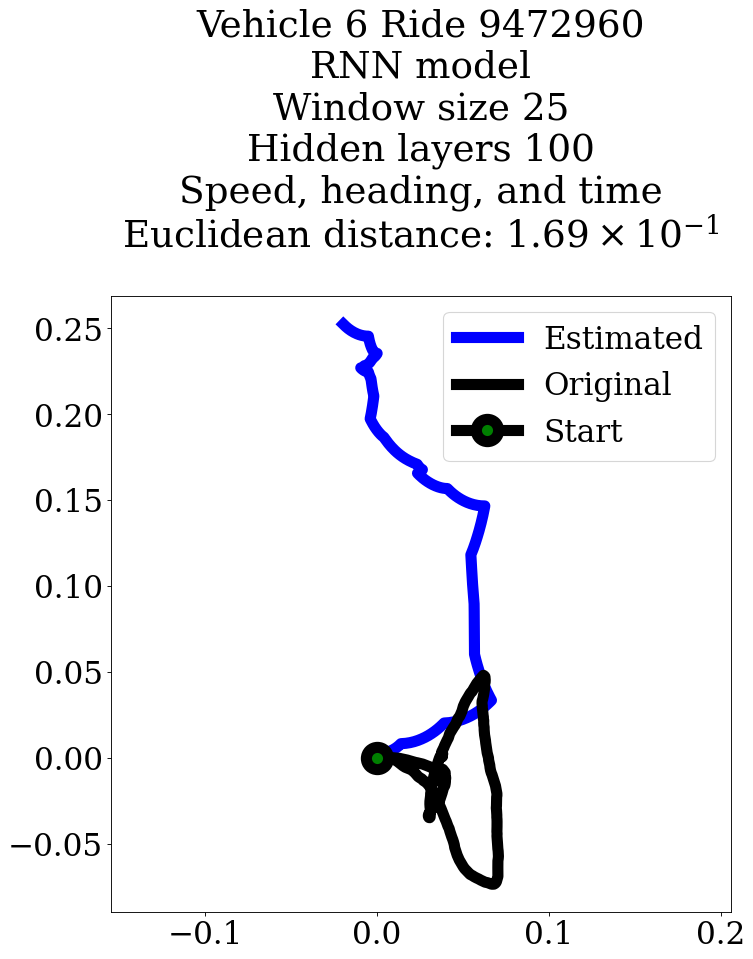 Vehicle 6 Ride 9472960
RNN model
Window size 25
Hidden layers 100
Speed, heading, and time
Euclidean distance: 1.69 × 10⁻¹
Estimated
Original
Start
0.25
0.20
0.15
0.10
0.05
0.00
−0.05
−0.1 0.0 0.1 0.2